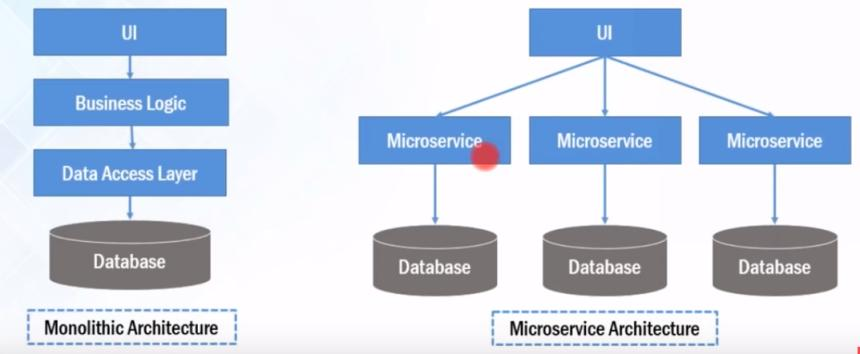 UI
Business Logic
Data Access Layer
Database
Monolithic Architecture
UI
Microservice
Microservice
Microservice
Database
Database
Database
Microservice Architecture